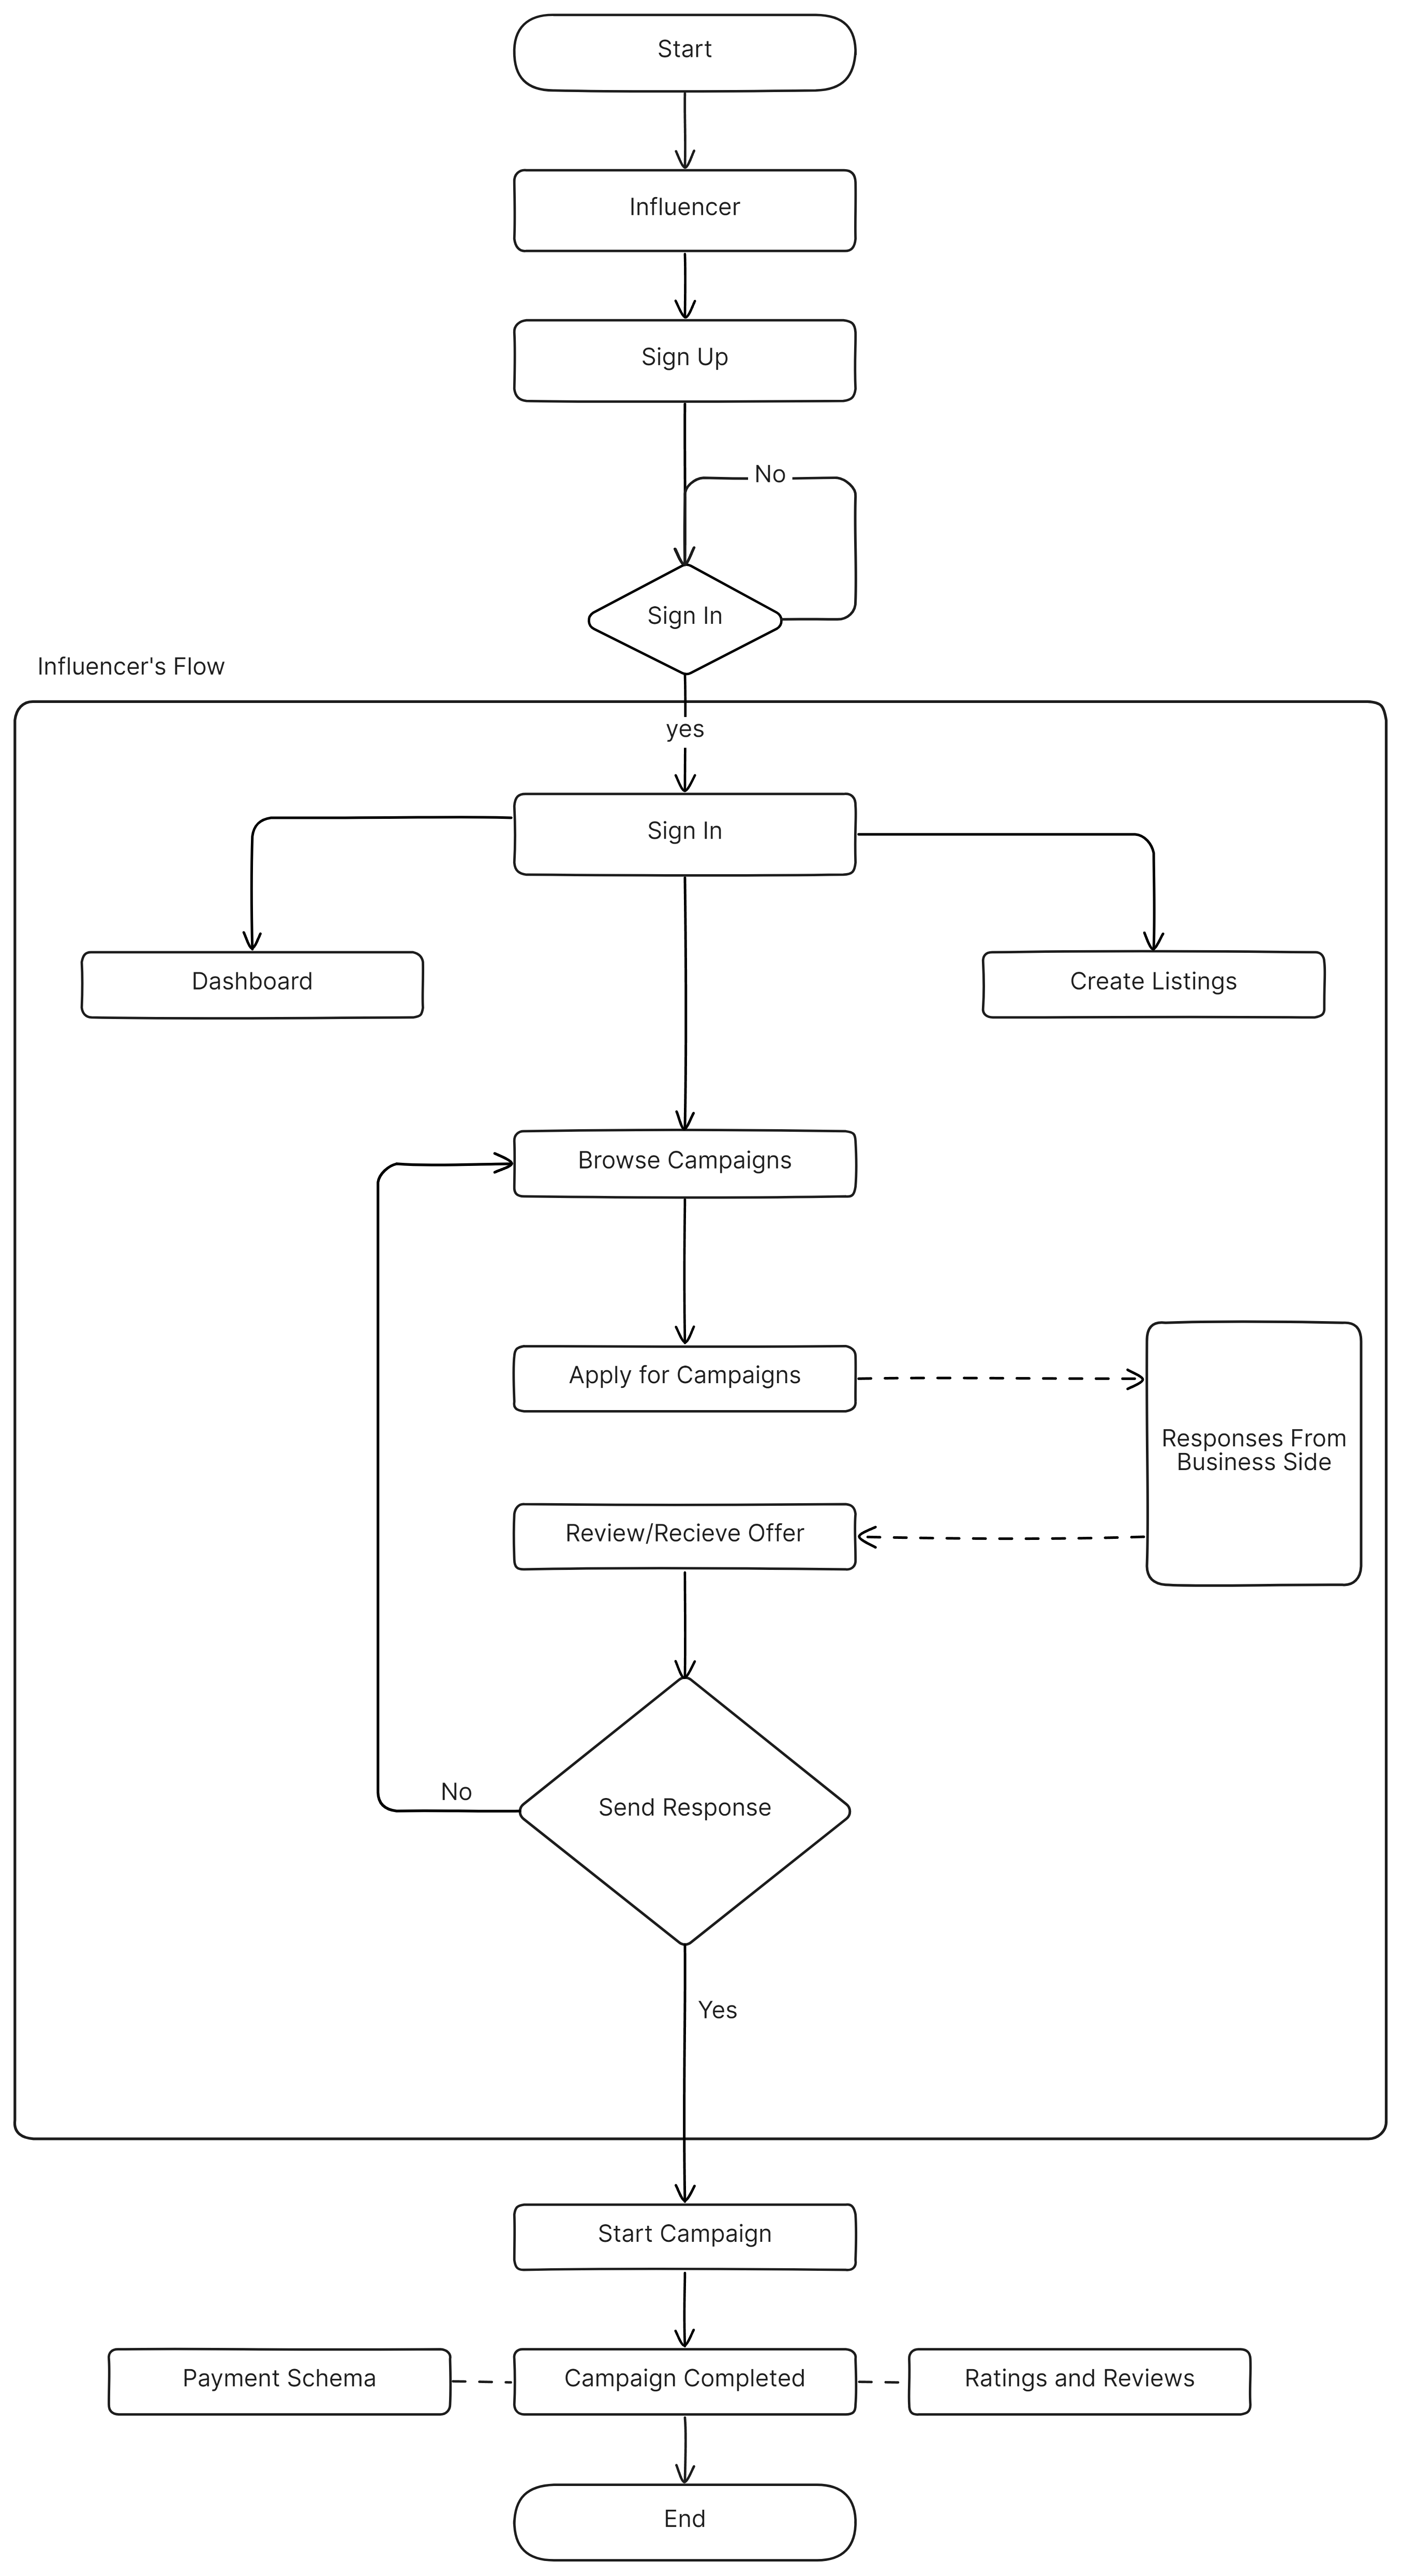 Start
Influencer
Sign Up
No
Sign In
Influencer's Flow
yes
Sign In
Dashboard
Create Listings
Browse Campaigns
Apply for Campaigns
Responses From
Business Side
Review/Recieve Offer
No
Send Response
Yes
Start Campaign
Payment Schema
Campaign Completed
Ratings and Reviews
End